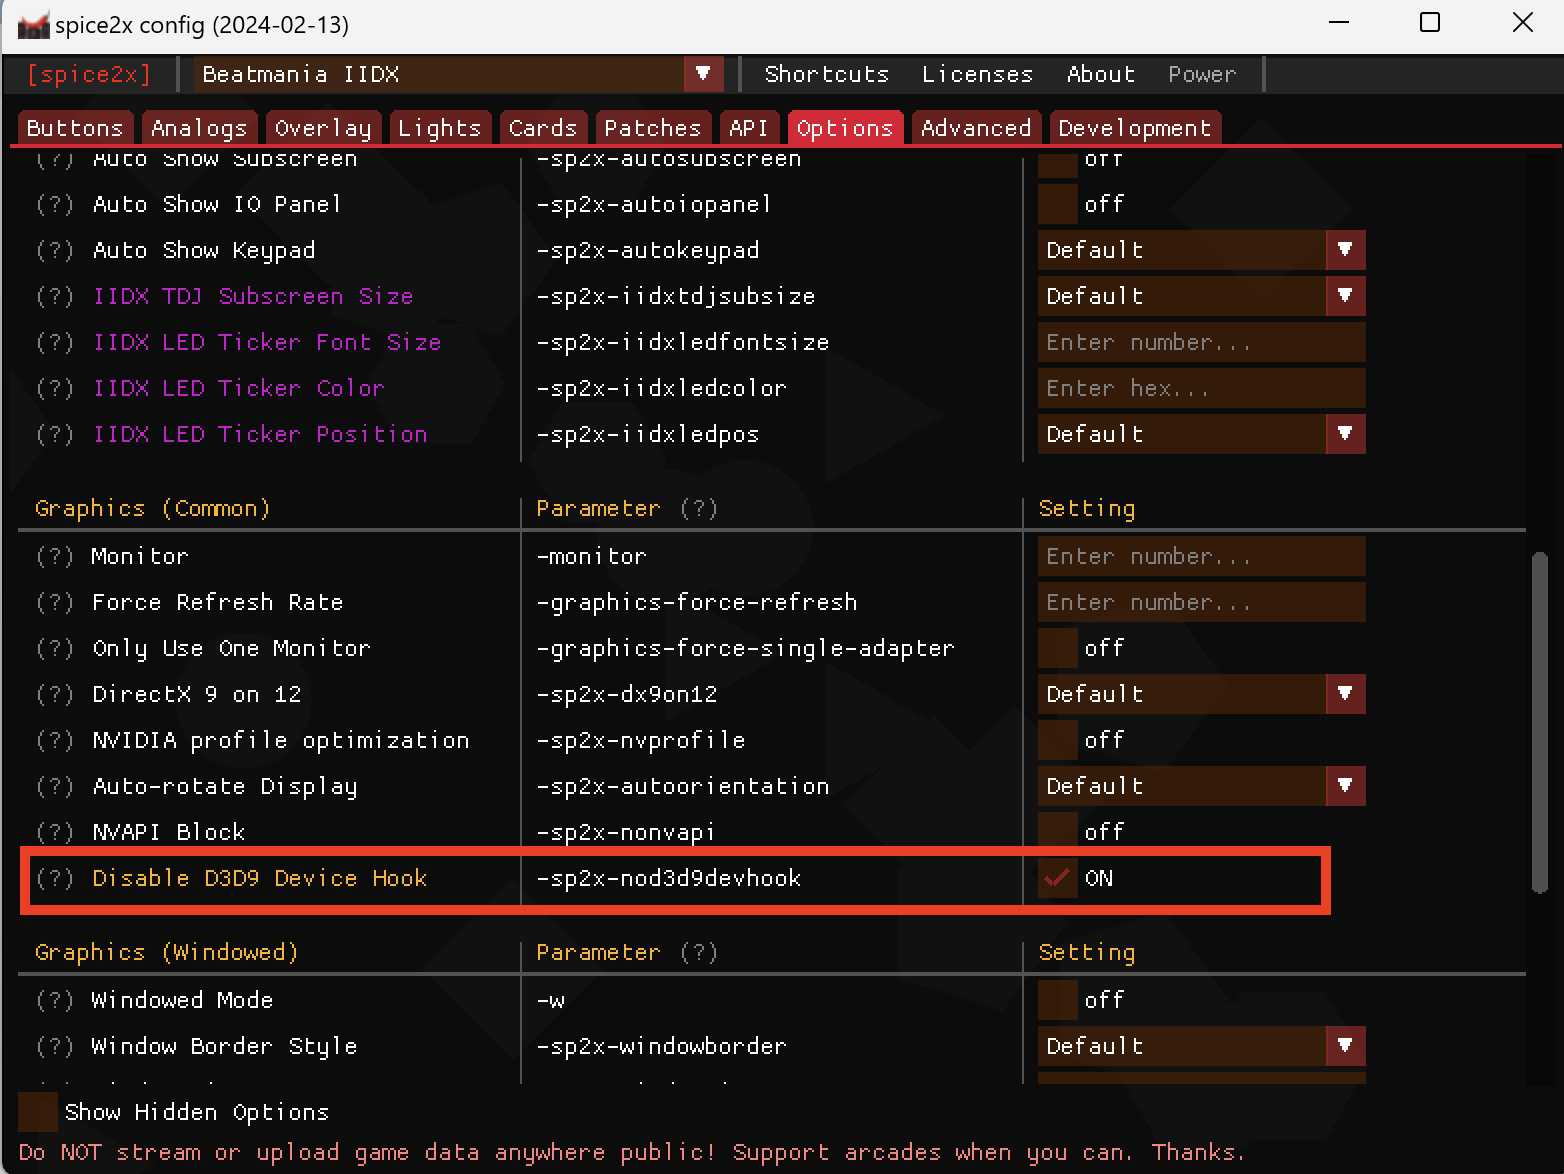 spice2x config (2024-02-13)
[spice2x] Beatmania IIDX Shortcuts Licenses About Power
Buttons Analogs Overlay Lights Cards Patches API Options Advanced Development
(?) Auto Show Subscreen -sp2x-autosubscreen off
(?) Auto Show IO Panel -sp2x-autoiopanel off
(?) Auto Show Keypad -sp2x-autokeypad Default
(?) IIDX TDJ Subscreen Size -sp2x-iidxtdjsubsize Default
(?) IIDX LED Ticker Font Size -sp2x-iidxledfontsize Enter number...
(?) IIDX LED Ticker Color -sp2x-iidxledcolor Enter hex...
(?) IIDX LED Ticker Position -sp2x-iidxledpos Default
Graphics (Common) Parameter (?) Setting
(?) Monitor -monitor Enter number...
(?) Force Refresh Rate -graphics-force-refresh Enter number...
(?) Only Use One Monitor -graphics-force-single-adapter off
(?) DirectX 9 on 12 -sp2x-dx9on12 Default
(?) NVIDIA profile optimization -sp2x-nvprofile off
(?) Auto-rotate Display -sp2x-autoorientation Default
(?) NVAPI Block -sp2x-nonvapi off
(?) Disable D3D9 Device Hook -sp2x-nod3d9devhook ON
Graphics (Windowed) Parameter (?) Setting
(?) Windowed Mode -w off
(?) Window Border Style -sp2x-windowborder Default
Show Hidden Options
Do NOT stream or upload game data anywhere public! Support arcades when you can. Thanks.